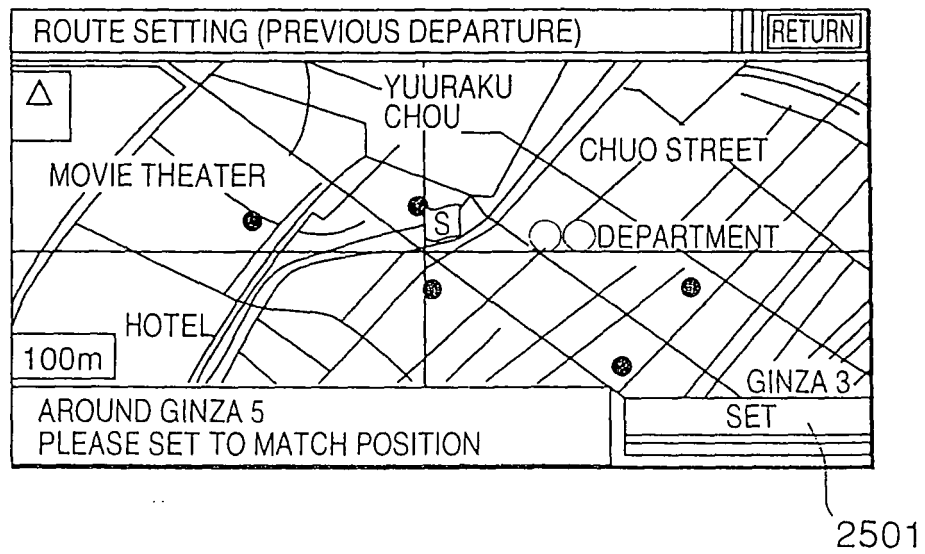 ROUTE SETTING (PREVIOUS DEPARTURE)
RETURN
YUURAKU
CHOU
CHUO STREET
MOVIE THEATER
S
DEPARTMENT
HOTEL
100m
GINZA 3
AROUND GINZA 5
PLEASE SET TO MATCH POSITION
SET
2501